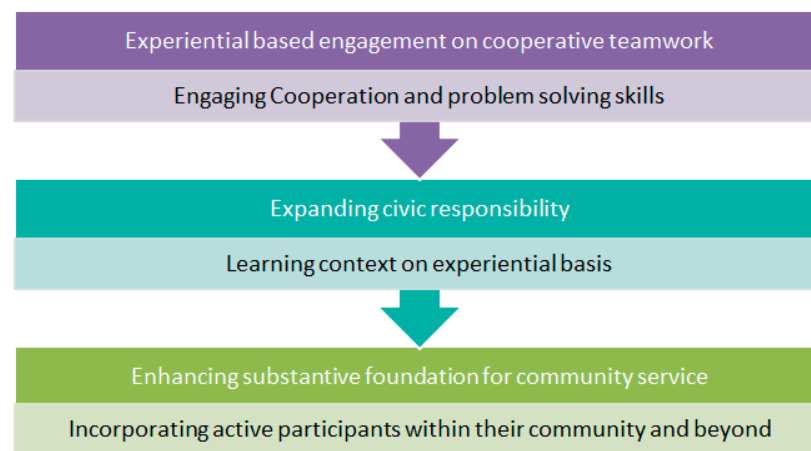 Experiential based engagement on cooperative teamwork
Engaging Cooperation and problem solving skills
Expanding civic responsibility
Learning context on experiential basis
Enhancing substantive foundation for community service
Incorporating active participants within their community and beyond